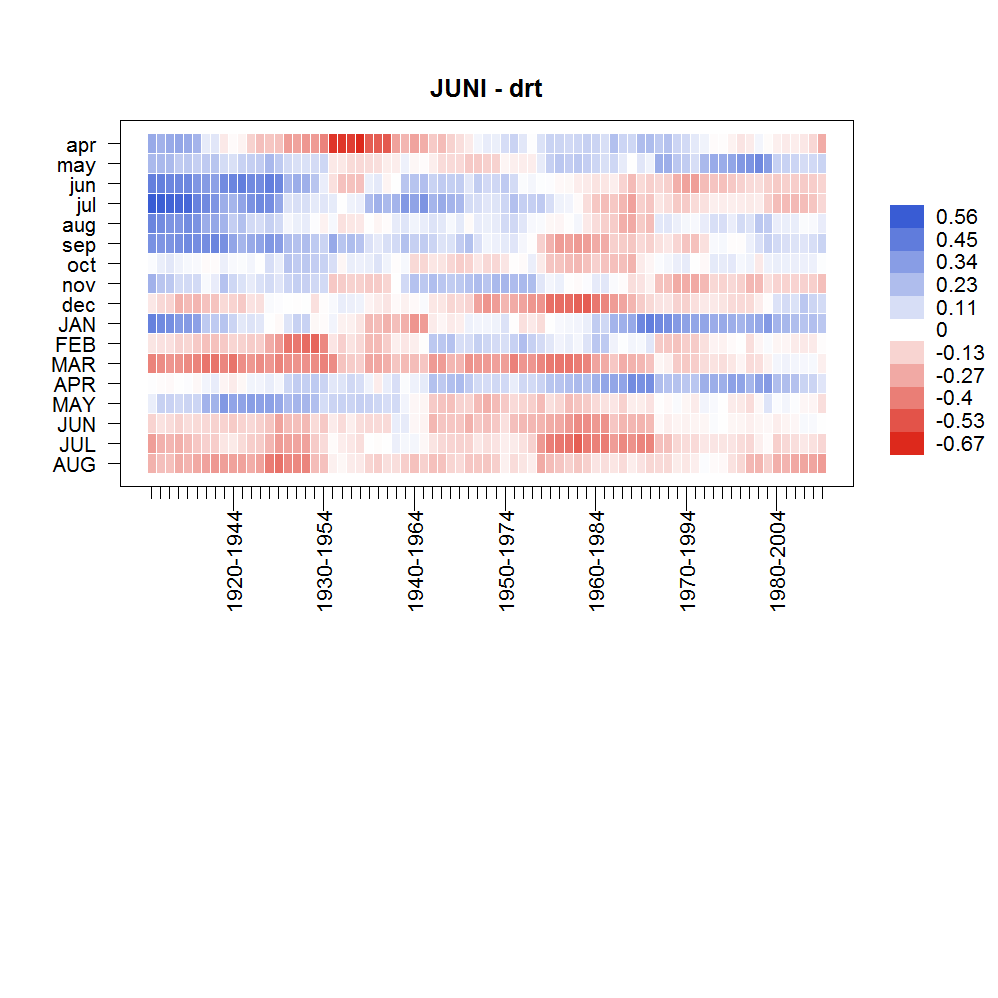 JUNI - drt
apr
may
jun
jul
aug
sep
oct
nov
dec
JAN
FEB
MAR
APR
MAY
JUN
JUL
AUG
0.56
0.45
0.34
0.23
0.11
0
-0.13
-0.27
-0.4
-0.53
-0.67
1920-1944
1930-1954
1940-1964
1950-1974
1960-1984
1970-1994
1980-2004